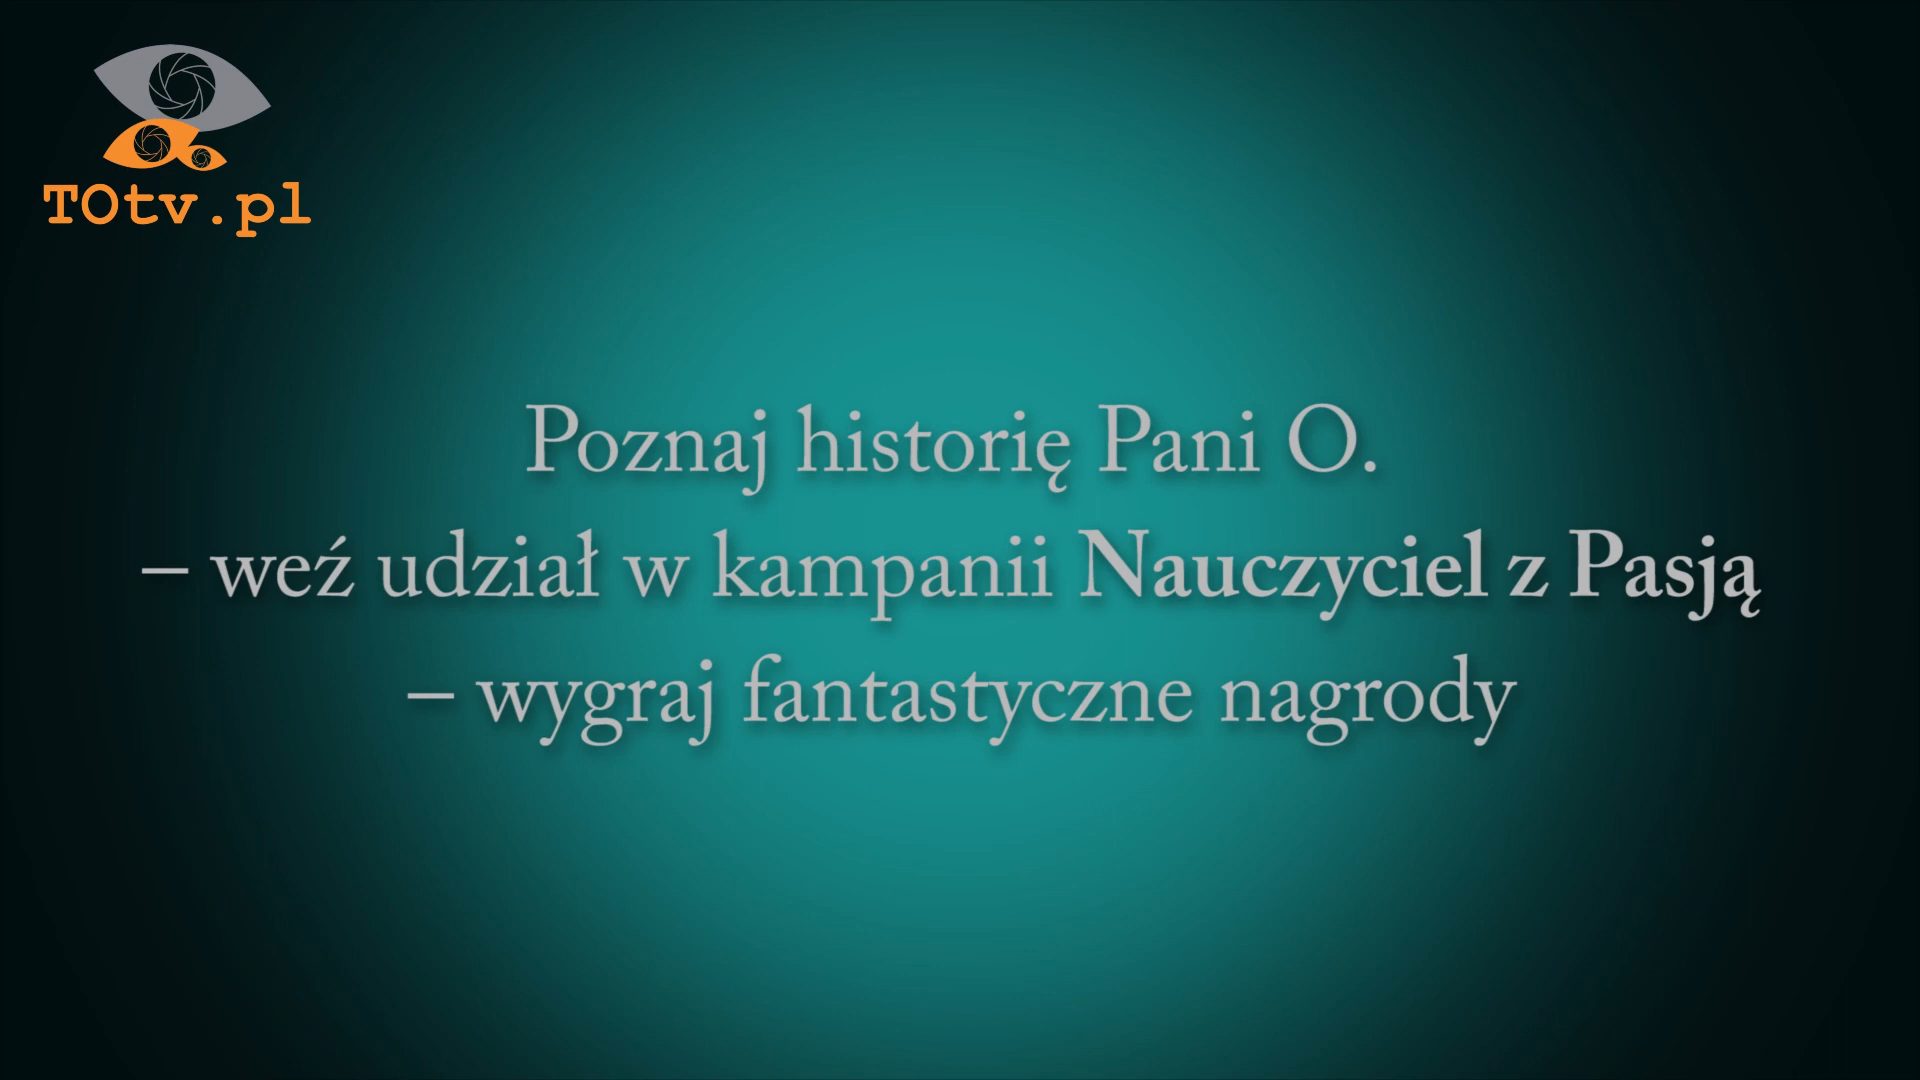 TOtv.pl
Poznaj historię Pani O.
– weź udział w kampanii Nauczyciel z Pasją
– wygraj fantastyczne nagrody